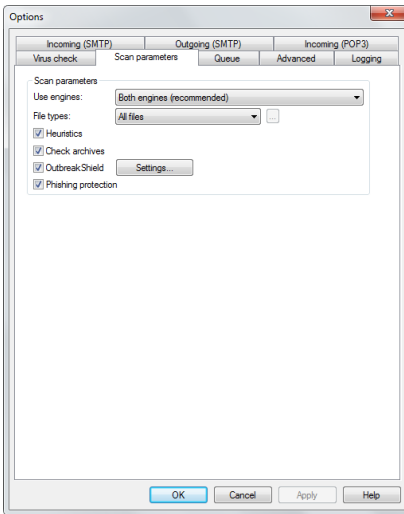 Options
Incoming (SMTP) Outgoing (SMTP) Incoming (POP3)
Virus check Scan parameters Queue Advanced Logging
Scan parameters
Use engines: Both engines (recommended)
File types: All files ...
Heuristics
Check archives
OutbreakShield Settings...
Phishing protection
OK Cancel Apply Help